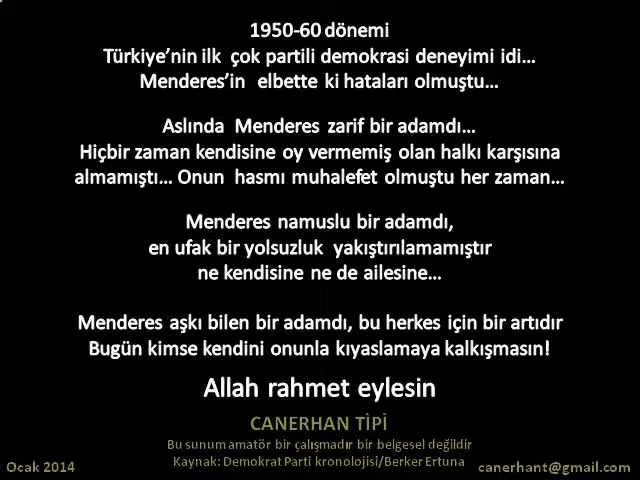 1950-60 dönemi
Türkiye'nin ilk çok partili demokrasi deneyimi idi...
Menderes'in elbette ki hataları olmuştu...
Aslında Menderes zarif bir adamdı...
Hiçbir zaman kendisine oy vermemiş olan halkı karşısına
almamıştı... Onun hasmı muhalefet olmuştu her zaman...
Menderes namuslu bir adamdı,
en ufak bir yolsuzluk yakıştırılamamıştır
ne kendisine ne de ailesine...
Menderes aşkı bilen bir adamdı, bu herkes için bir artıdır
Bugün kimse kendini onunla kıyaslamaya kalkışmasın!
Allah rahmet eylesin
CANERHAN TİPİ
Bu sunum amatör bir çalışmadır bir belgesel değildir
Kaynak: Demokrat Parti kronolojisi/Berker Ertuna
Ocak 2014
canerhant@gmail.com